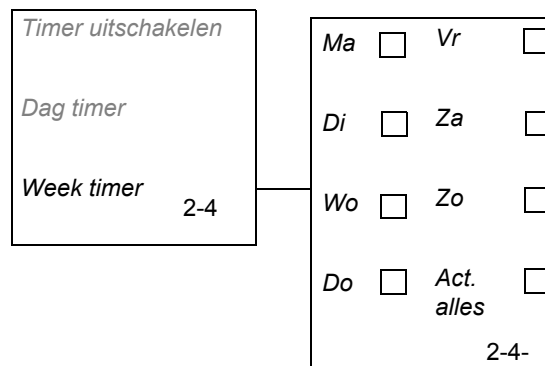 Timer uitschakelen
Dag timer
Week timer
2-4
Ma
Vr
Di
Za
Wo
Zo
Do
Act.
alles
2-4-